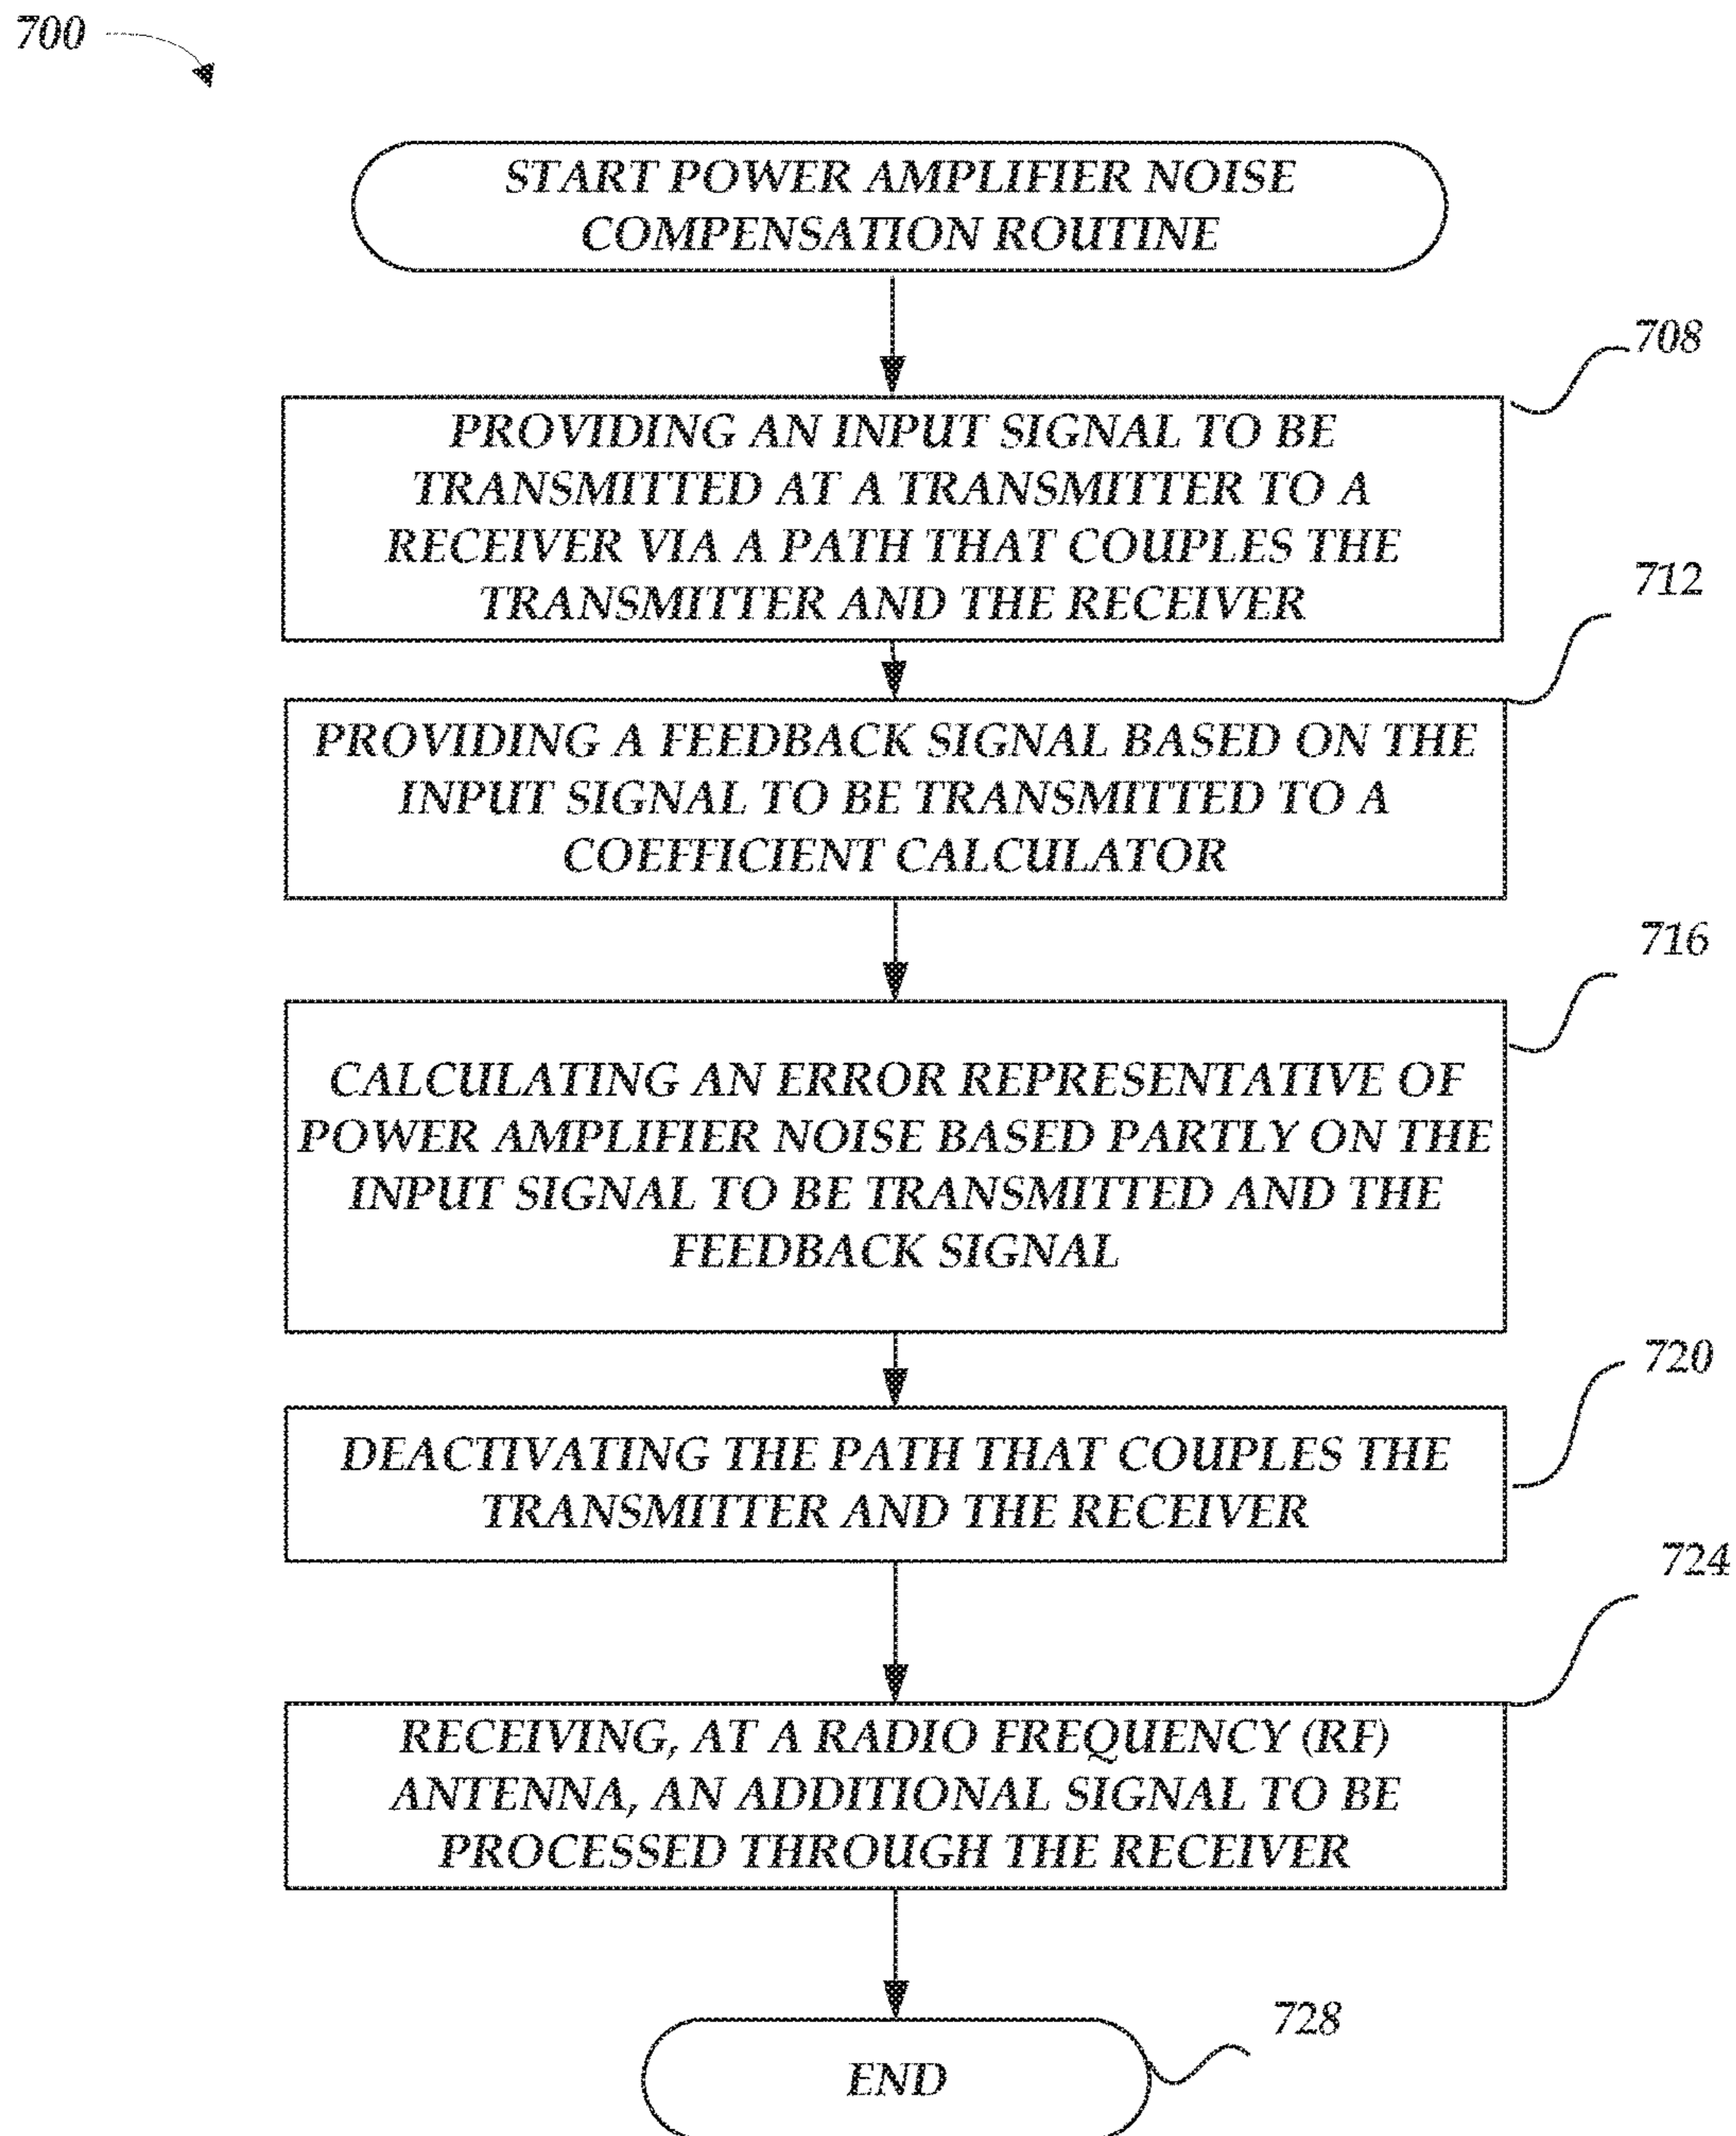 700
START POWER AMPLIFIER NOISE
COMPENSATION ROUTINE
708
PROVIDING AN INPUT SIGNAL TO BE
TRANSMITTED AT A TRANSMITTER TO A
RECEIVER VIA A PATH THAT COUPLES THE
TRANSMITTER AND THE RECEIVER
712
PROVIDING A FEEDBACK SIGNAL BASED ON THE
INPUT SIGNAL TO BE TRANSMITTED TO A
COEFFICIENT CALCULATOR
716
CALCULATING AN ERROR REPRESENTATIVE OF
POWER AMPLIFIER NOISE BASED PARTLY ON THE
INPUT SIGNAL TO BE TRANSMITTED AND THE
FEEDBACK SIGNAL
720
DEACTIVATING THE PATH THAT COUPLES THE
TRANSMITTER AND THE RECEIVER
724
RECEIVING, AT A RADIO FREQUENCY (RF)
ANTENNA, AN ADDITIONAL SIGNAL TO BE
PROCESSED THROUGH THE RECEIVER
728
END